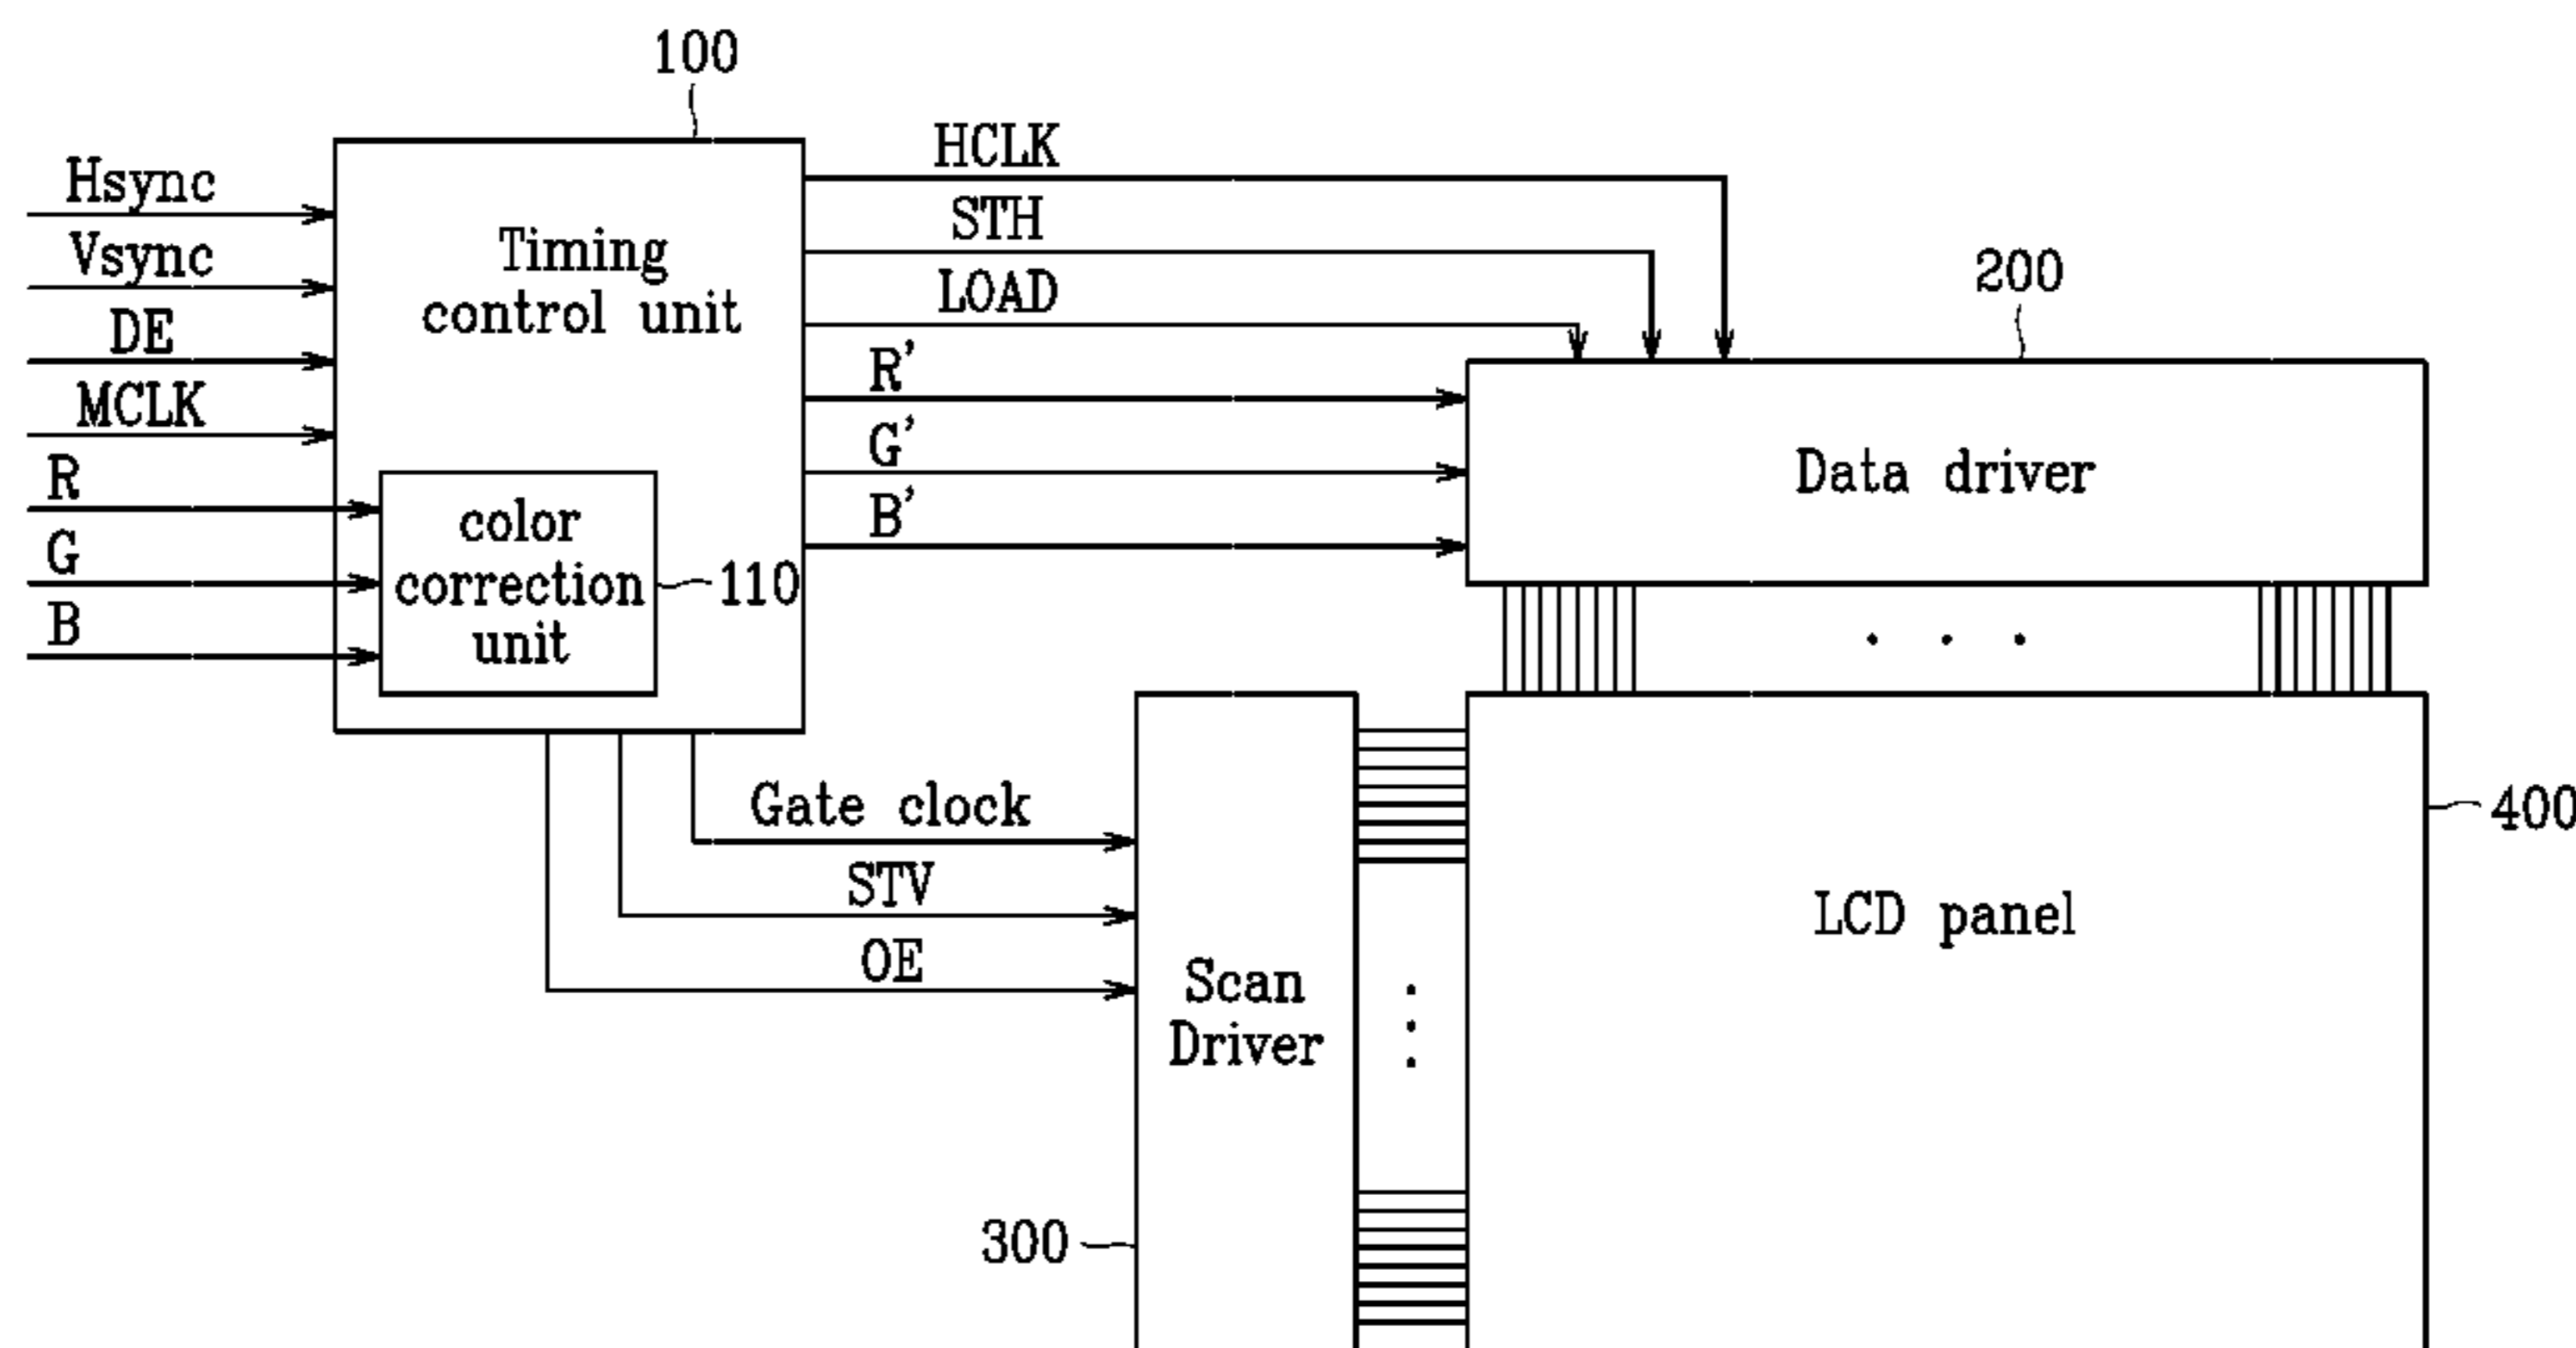 100
Hsync
Vsync
DE
MCLK
R
G
B
Timing
control unit
color
correction
unit
110
HCLK
STH
LOAD
R'
G'
B'
200
Data driver
Gate clock
STV
OE
Scan
Driver
300
LCD panel
400